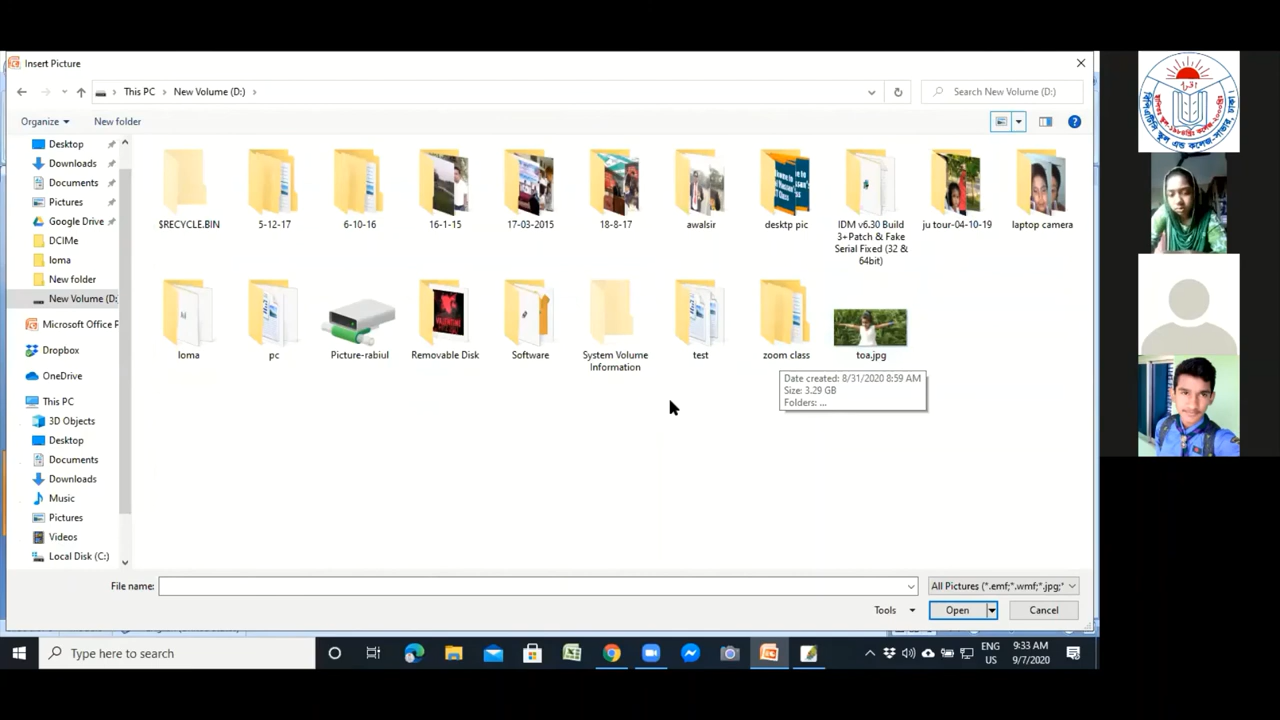 Insert Picture
This PC
New Volume (D:)
Search New Volume (D:)
Organize
New folder
Desktop
Downloads
Documents
Pictures
Google Drive
DCIMe
loma
New folder
New Volume (D:
Microsoft Office P
Dropbox
OneDrive
This PC
3D Objects
Desktop
Documents
Downloads
Music
Pictures
Videos
Local Disk (C:)
$RECYCLE.BIN
5-12-17
6-10-16
16-1-15
17-03-2015
18-8-17
awalsir
desktp pic
IDM v6.30 Build
3+Patch & Fake
Serial Fixed (32 &
64bit)
ju tour-04-10-19
laptop camera
loma
pc
Picture-rabiul
Removable Disk
Software
System Volume
Information
test
zoom class
toa.jpg
Date created: 8/31/2020 8:59 AM
Size: 3.29 GB
Folders: ...
File name:
All Pictures (*.emf;*.wmf;*.jpg;*
Tools
Open
Cancel
Type here to search
ENG
US
9:33 AM
9/7/2020